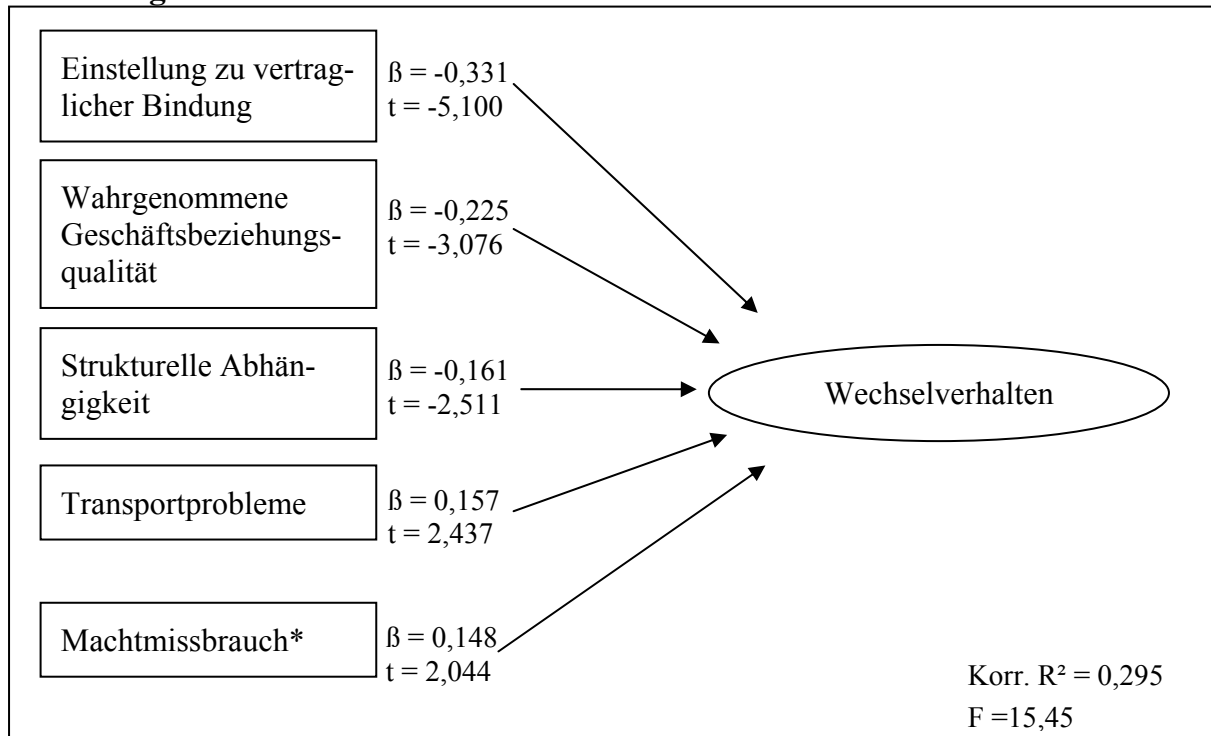 Einstellung zu vertrag-
licher Bindung
ß = -0,331
t = -5,100
Wahrgenommene
Geschäftsbeziehungs-
qualität
ß = -0,225
t = -3,076
Strukturelle Abhän-
gigkeit
ß = -0,161
t = -2,511
Wechselverhalten
Transportprobleme
ß = 0,157
t = 2,437
Machtmissbrauch*
ß = 0,148
t = 2,044
Korr. R² = 0,295
F =15,45